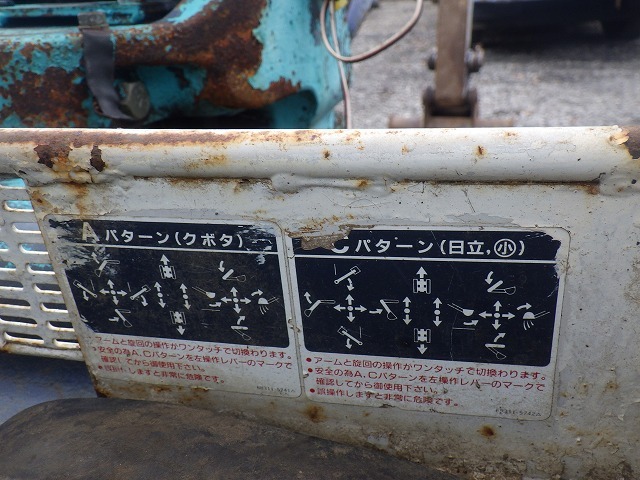 A パターン(クボタ)
●アームと旋回の操作がワンタッチで切換わります。
●安全の為A,Cパターンを左操作レバーのマークで
確認してから御使用下さい。
●誤操作しますと非常に危険です。
C パターン(日立,小)
●アームと旋回の操作がワンタッチで切換わります。
●安全の為A,Cパターンを左操作レバーのマークで
確認してから御使用下さい。
●誤操作しますと非常に危険です。